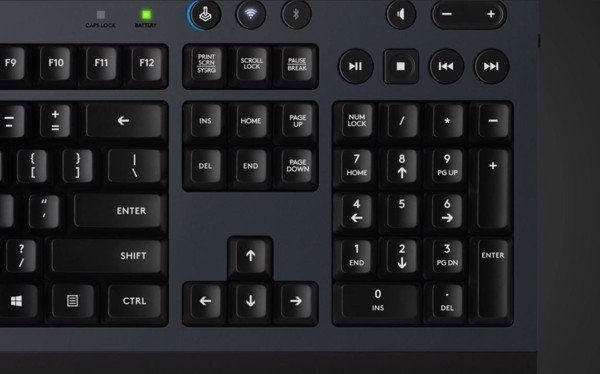 CAPS LOCK BATTERY
- +
F9 F10 F11 F12 PRINT SCRN SYSRQ SCROLL LOCK PAUSE BREAK
- + = INS HOME PAGE UP NUM LOCK / * -
{ [ } ] | \ DEL END PAGE DOWN 7 HOME 8 9 PG UP +
" ' ENTER 4 5 6
? / SHIFT 1 END 2 3 PG DN ENTER
CTRL 0 INS . DEL